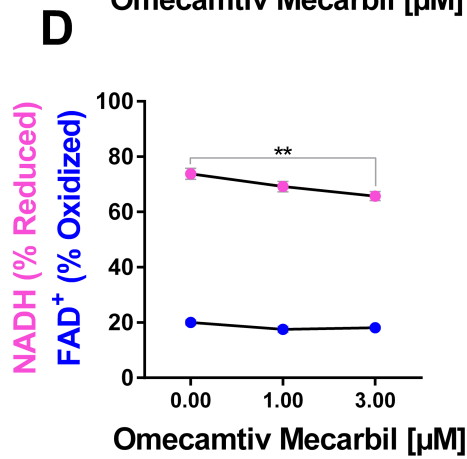 Omecamtiv Mecarbil [µM]
D
NADH (% Reduced)
FAD+ (% Oxidized)
100
80
60
40
20
0
**
0.00 1.00 3.00
Omecamtiv Mecarbil [µM]